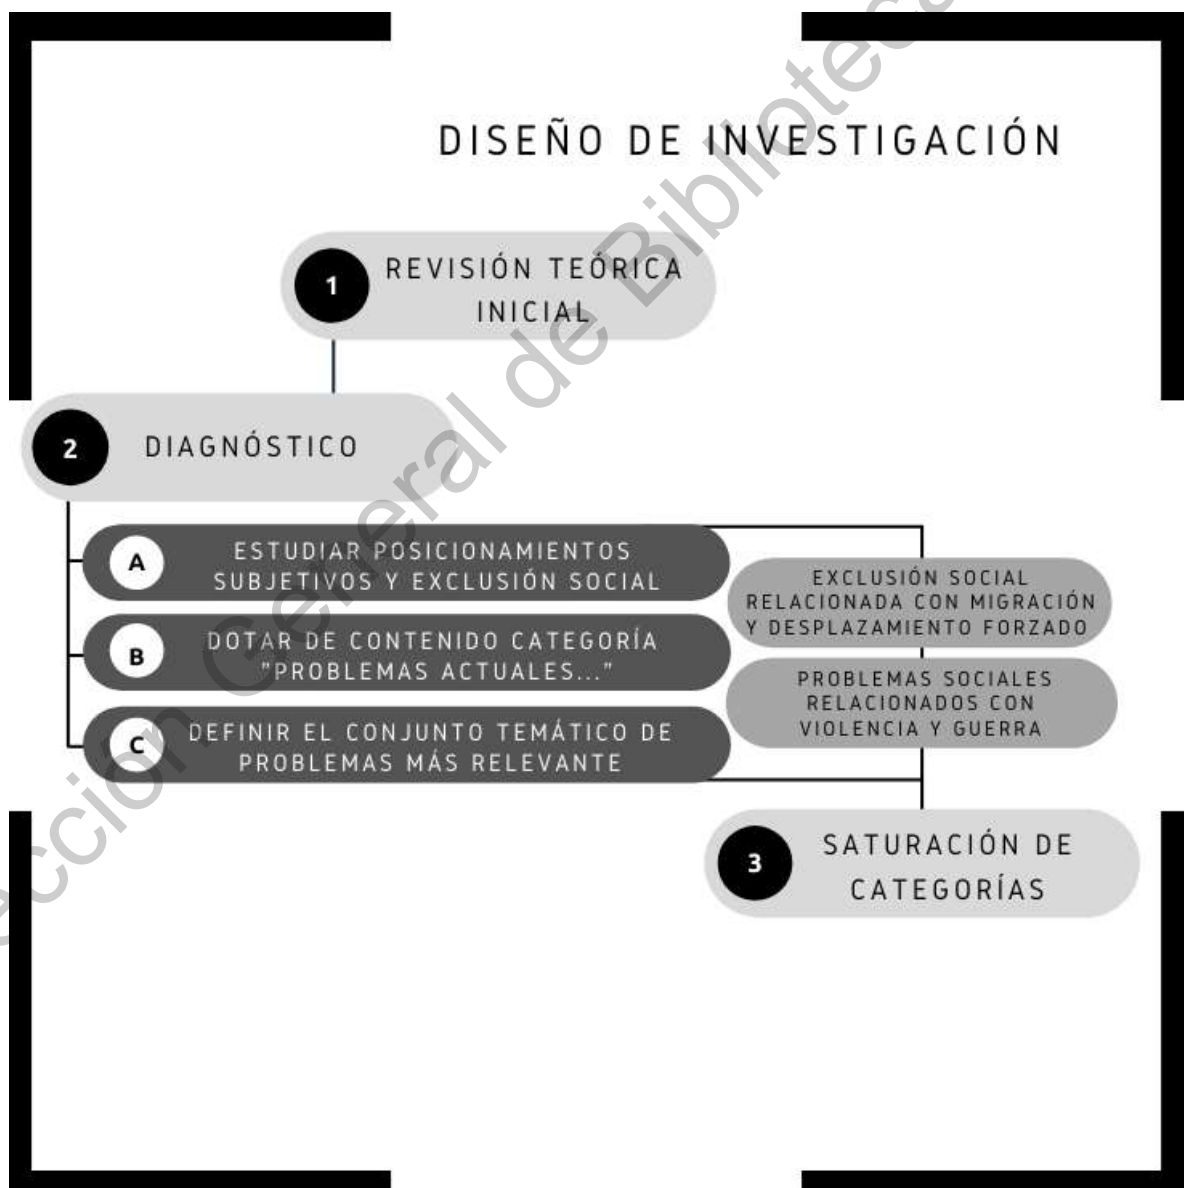 DISEÑO DE INVESTIGACIÓN
1
REVISIÓN TEÓRICA
INICIAL
2
DIAGNÓSTICO
A
ESTUDIAR POSICIONAMIENTOS
SUBJETIVOS Y EXCLUSIÓN SOCIAL
B
DOTAR DE CONTENIDO CATEGORÍA
"PROBLEMAS ACTUALES..."
C
DEFINIR EL CONJUNTO TEMÁTICO DE
PROBLEMAS MÁS RELEVANTE
EXCLUSIÓN SOCIAL
RELACIONADA CON MIGRACIÓN
Y DESPLAZAMIENTO FORZADO
PROBLEMAS SOCIALES
RELACIONADOS CON
VIOLENCIA Y GUERRA
3
SATURACIÓN DE
CATEGORÍAS
General de